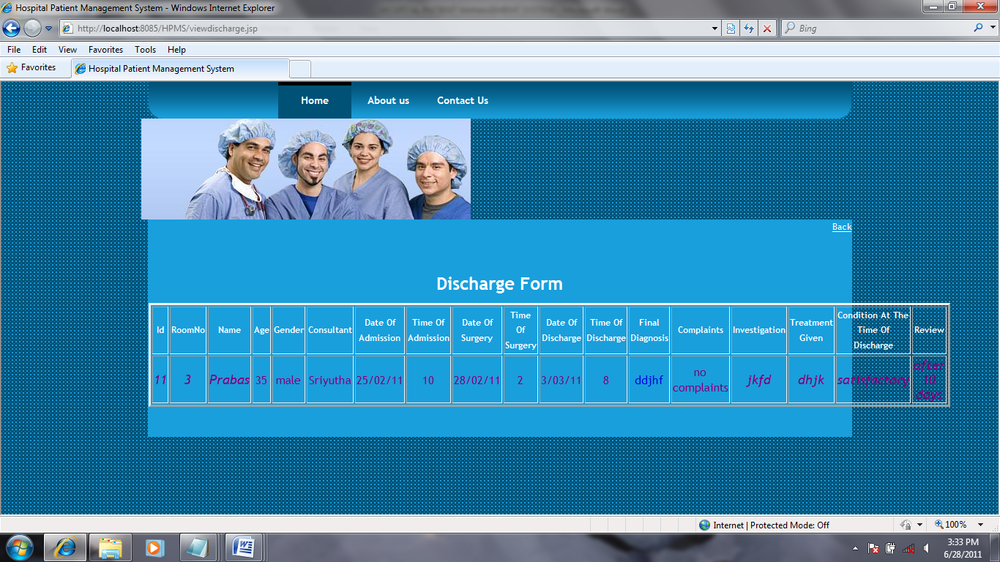 Hospital Patient Management System - Windows Internet Explorer
http://localhost:8085/HPMS/viewdischarge.jsp
Bing
File Edit View Favorites Tools Help
Favorites
Hospital Patient Management System
Home About us Contact Us
Back
Discharge Form
Id RoomNo Name Age Gender Consultant Date Of Admission Time Of Admission Date Of Surgery Time Of Surgery Date Of Discharge Time Of Discharge Final Diagnosis Complaints Investigation Treatment Given Condition At The Time Of Discharge Review
11 3 Prabas 35 male Sriyutha 25/02/11 10 28/02/11 2 3/03/11 8 ddjhf no complaints jkfd dhjk satisfactory after 10 days
Internet | Protected Mode: Off
100%
3:33 PM
6/28/2011